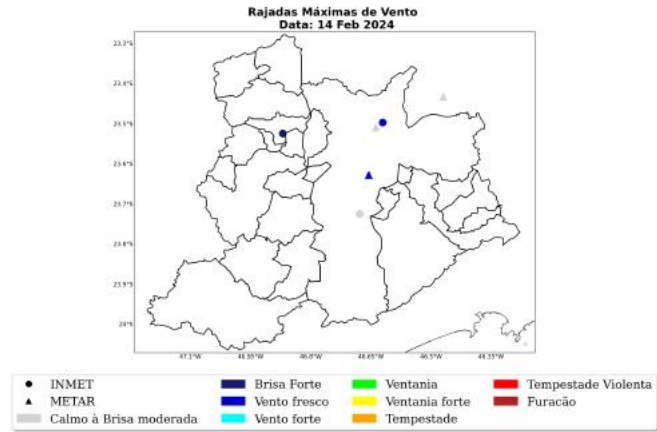 Rajadas Máximas de Vento
Data: 14 Feb 2024
23.2°S
23.4°S
23.5°S
23.6°S
23.7°S
23.8°S
23.9°S
24°S
47.1°W
46.95°W
46.8°W
46.65°W
46.5°W
46.35°W
INMET
METAR
Calmo à Brisa moderada
Brisa Forte
Vento fresco
Vento forte
Ventania
Ventania forte
Tempestade
Tempestade Violenta
Furacão